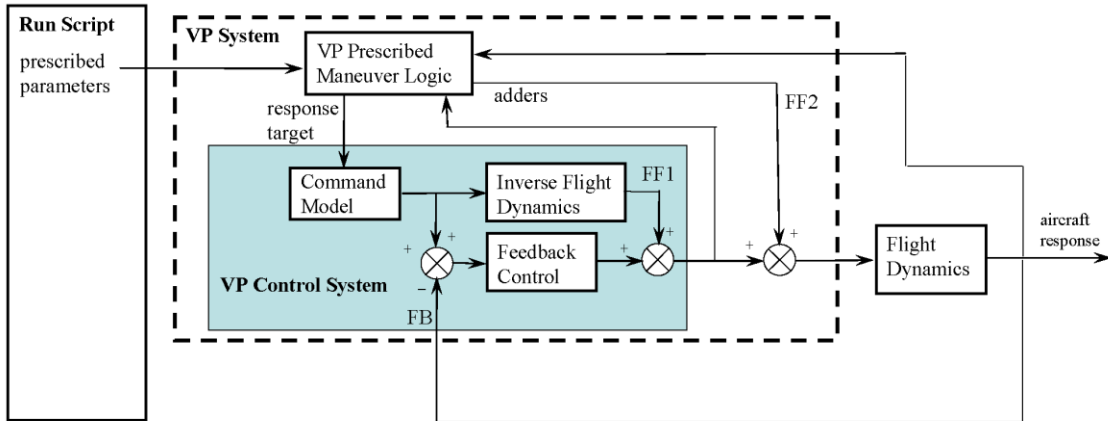 Run Script
prescribed
parameters
VP System
VP Prescribed
Maneuver Logic
response
target
adders
FF2
Command
Model
Inverse Flight
Dynamics
FF1
+
+
+
+
+
+
−
Feedback
Control
VP Control System
FB
Flight
Dynamics
aircraft
response